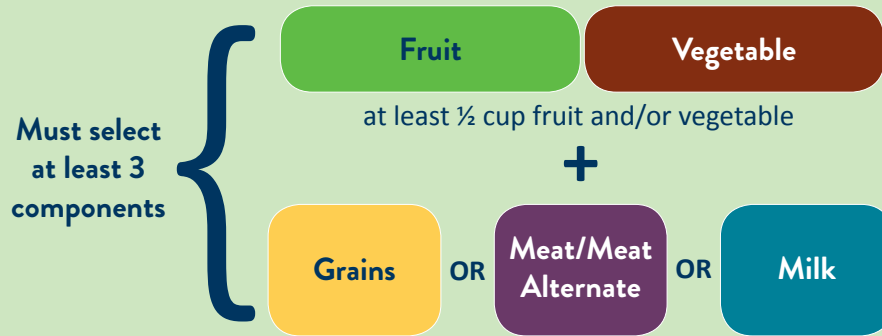 Must select
at least 3
components
Fruit
Vegetable
at least ½ cup fruit and/or vegetable
+
Grains
OR
Meat/Meat
Alternate
OR
Milk